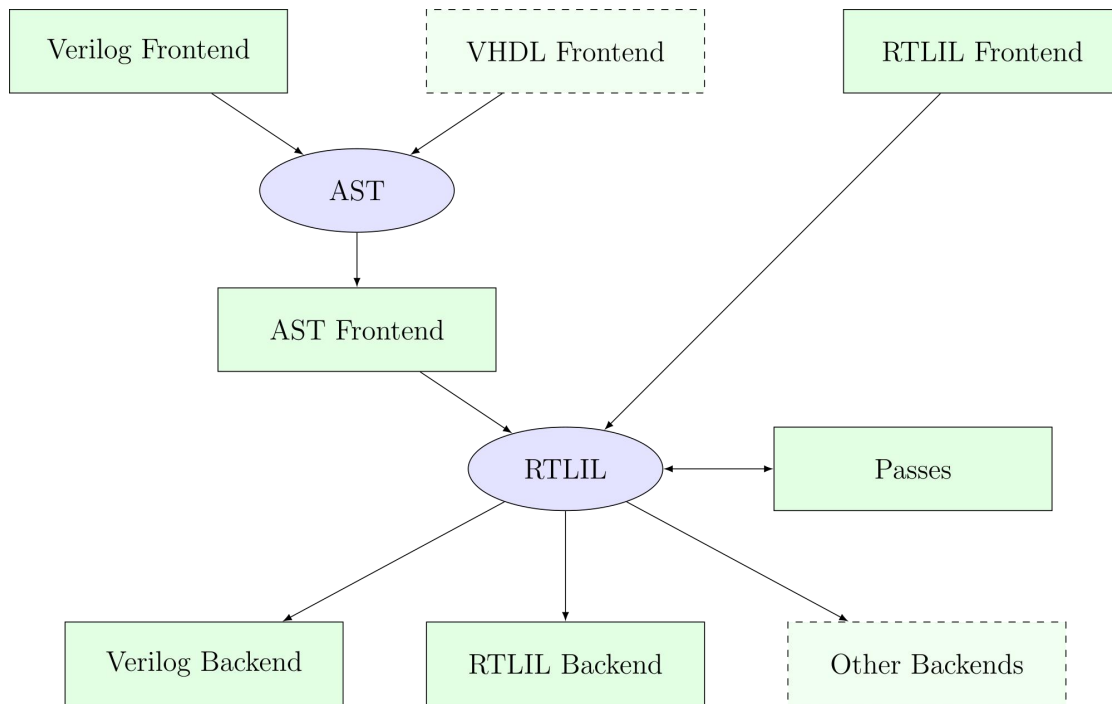 Verilog Frontend
VHDL Frontend
RTLIL Frontend
AST
AST Frontend
RTLIL
Passes
Verilog Backend
RTLIL Backend
Other Backends